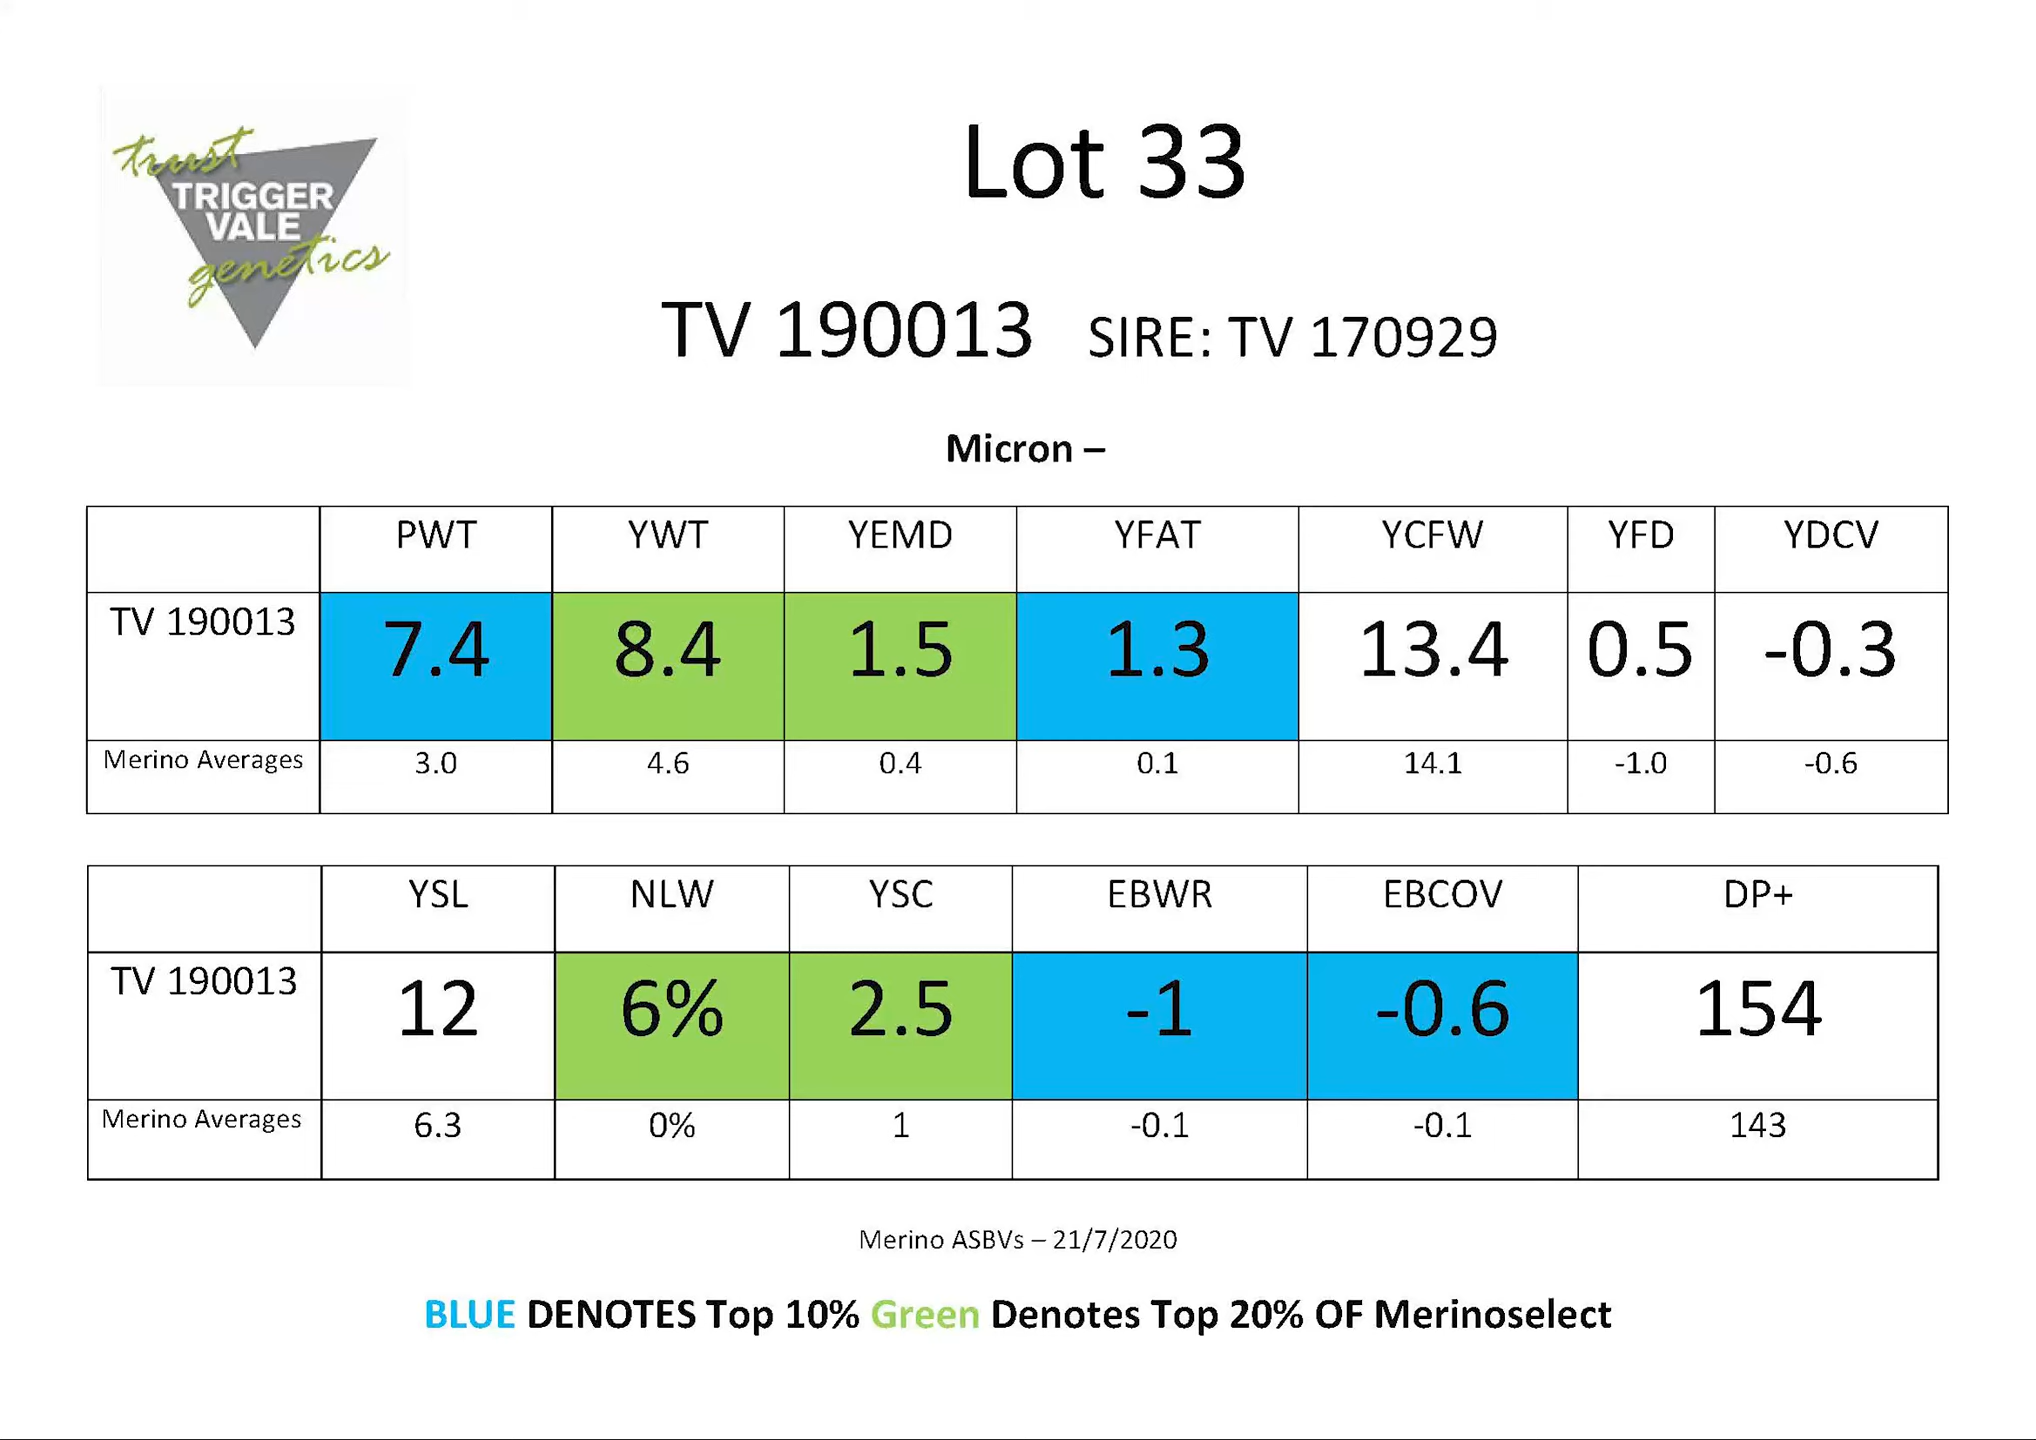 trust
TRIGGER
VALE
genetics
Lot 33
TV 190013 SIRE: TV 170929
Micron –
PWT YWT YEMD YFAT YCFW YFD YDCV
TV 190013 7.4 8.4 1.5 1.3 13.4 0.5 -0.3
Merino Averages 3.0 4.6 0.4 0.1 14.1 -1.0 -0.6
YSL NLW YSC EBWR EBCOV DP+
TV 190013 12 6% 2.5 -1 -0.6 154
Merino Averages 6.3 0% 1 -0.1 -0.1 143
Merino ASBVs – 21/7/2020
BLUE DENOTES Top 10% Green Denotes Top 20% OF Merinoselect